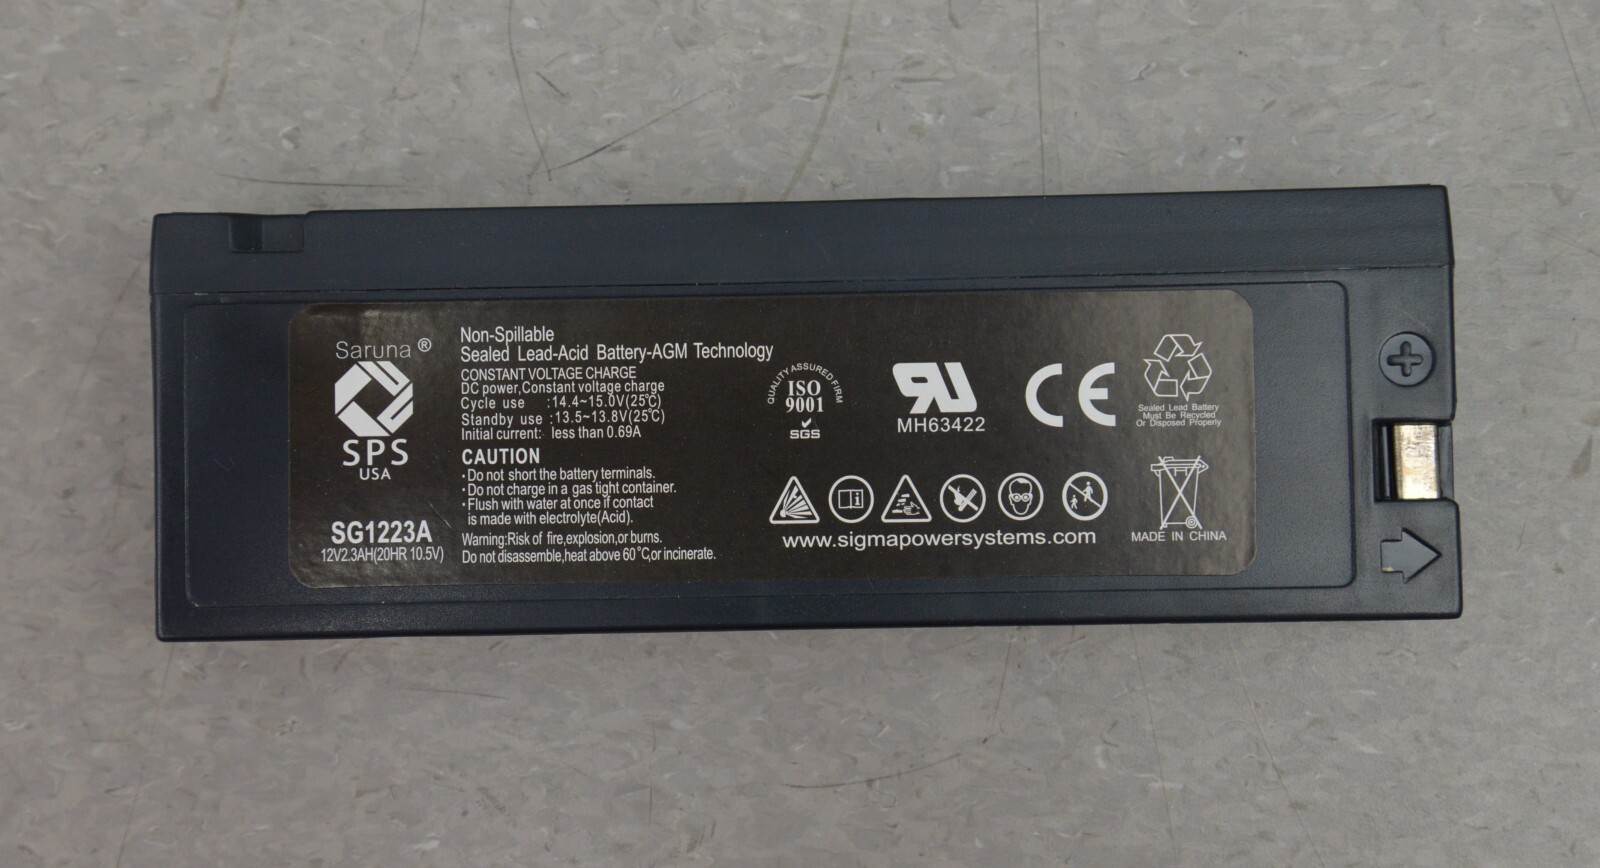 Saruna ®
SPS
USA
SG1223A
12V2.3AH(20HR 10.5V)
Non-Spillable
Sealed Lead-Acid Battery-AGM Technology
CONSTANT VOLTAGE CHARGE
DC power,Constant voltage charge
Cycle use :14.4~15.0V(25℃)
Standby use :13.5~13.8V(25℃)
Initial current: less than 0.69A
CAUTION
·Do not short the battery terminals.
·Do not charge in a gas tight container.
·Flush with water at once if contact
is made with electrolyte(Acid).
Warning:Risk of fire,explosion,or burns.
Do not disassemble,heat above 60℃,or incinerate.
QUALITY ASSURED FIRM
ISO
9001
SGS
RU
MH63422
CE
Sealed Lead Battery
Must Be Recycled
Or Disposed Properly
www.sigmapowersystems.com
MADE IN CHINA